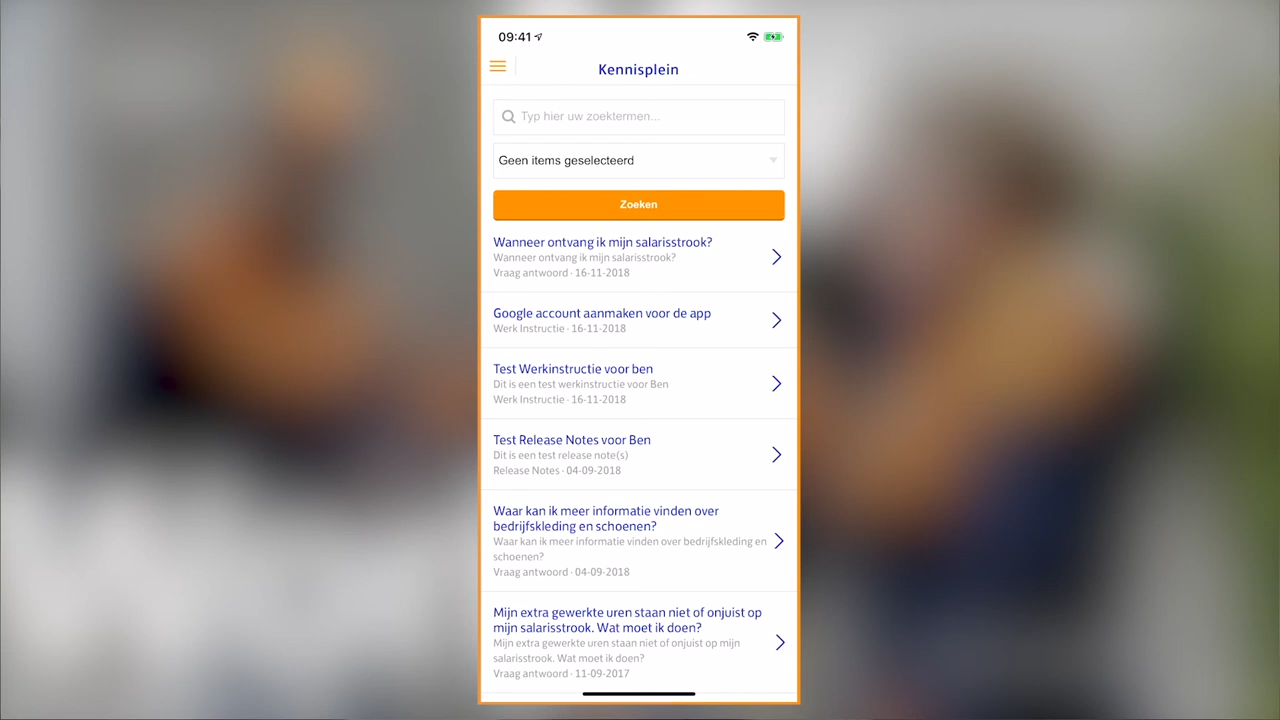 09:41
Kennisplein
Typ hier uw zoektermen...
Geen items geselecteerd
Zoeken
Wanneer ontvang ik mijn salarisstrook?
Wanneer ontvang ik mijn salarisstrook?
Vraag antwoord · 16-11-2018
Google account aanmaken voor de app
Werk Instructie · 16-11-2018
Test Werkinstructie voor ben
Dit is een test werkinstructie voor Ben
Werk Instructie · 16-11-2018
Test Release Notes voor Ben
Dit is een test release note(s)
Release Notes · 04-09-2018
Waar kan ik meer informatie vinden over
bedrijfskleding en schoenen?
Waar kan ik meer informatie vinden over bedrijfskleding en
schoenen?
Vraag antwoord · 04-09-2018
Mijn extra gewerkte uren staan niet of onjuist op
mijn salarisstrook. Wat moet ik doen?
Mijn extra gewerkte uren staan niet of onjuist op mijn
salarisstrook. Wat moet ik doen?
Vraag antwoord · 11-09-2017